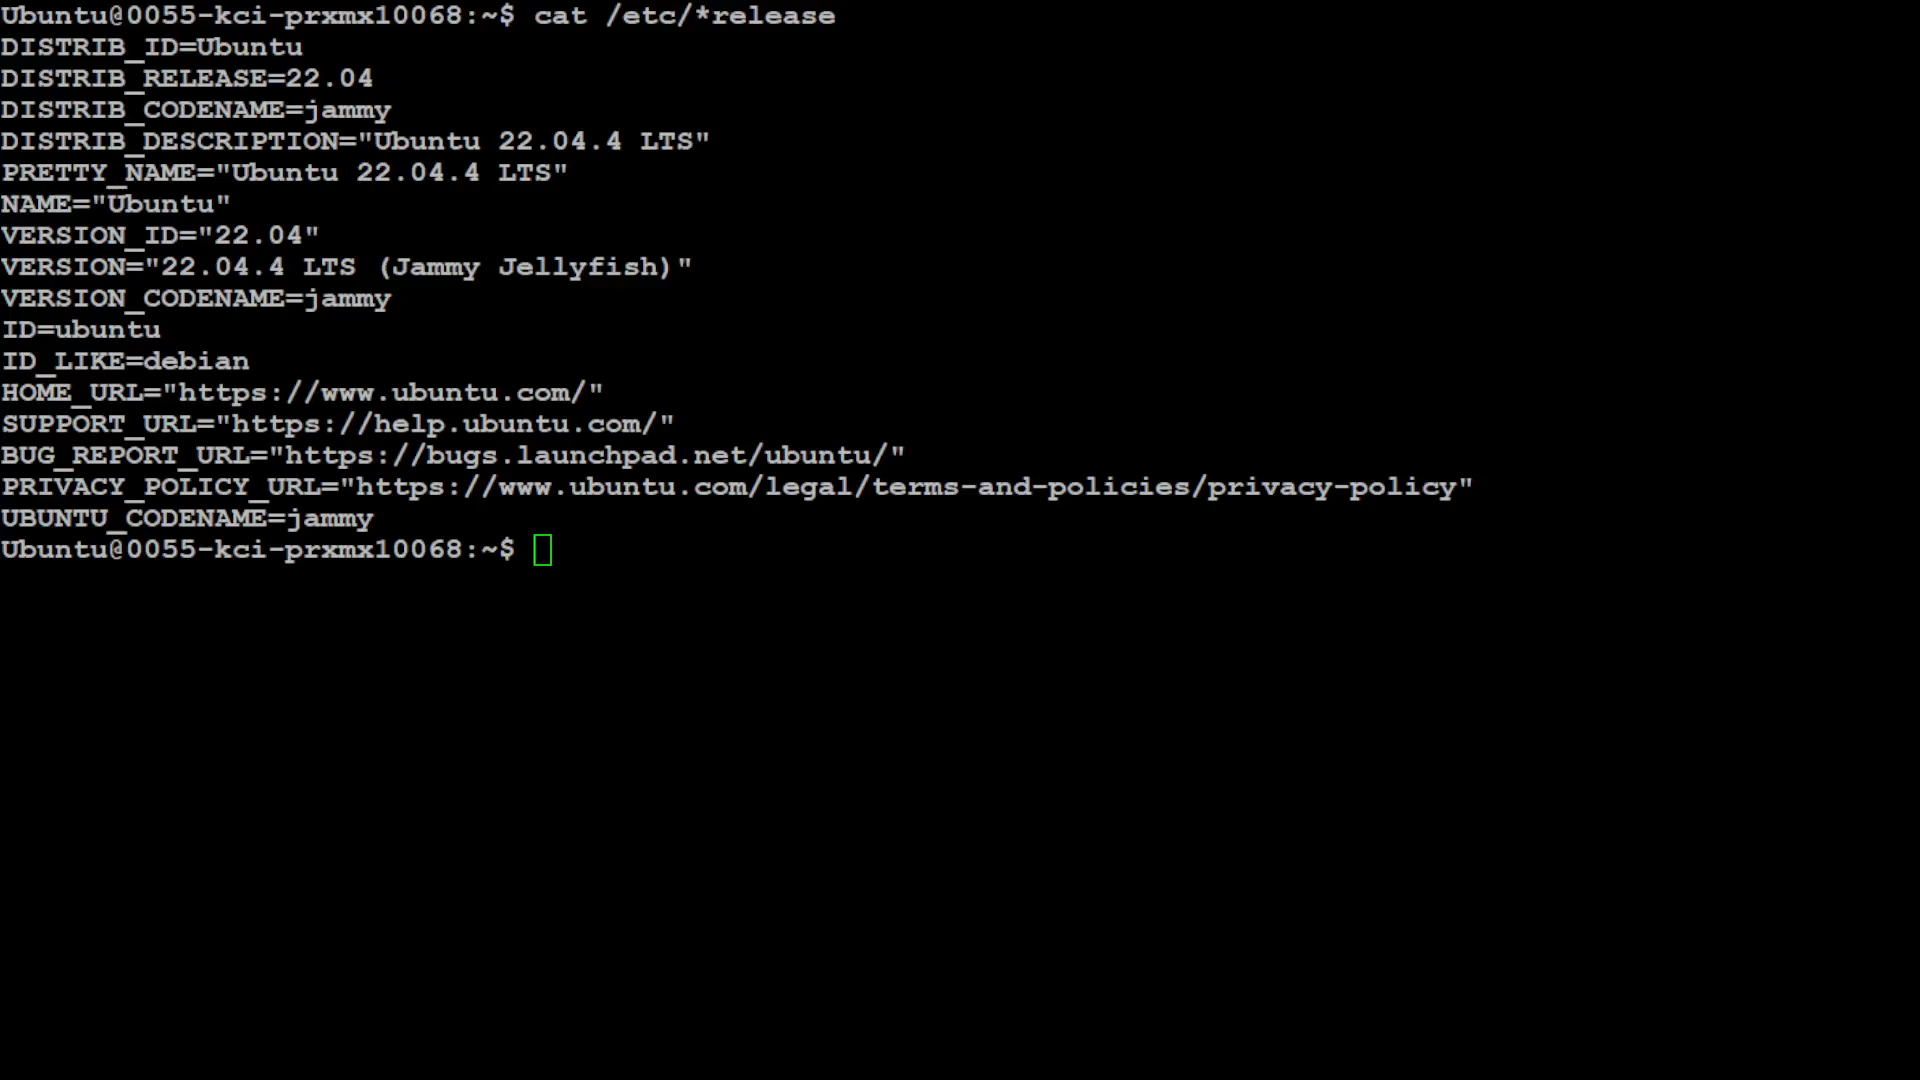 Ubuntu@0055-kci-prxmx10068:~$ cat /etc/*release
DISTRIB_ID=Ubuntu
DISTRIB_RELEASE=22.04
DISTRIB_CODENAME=jammy
DISTRIB_DESCRIPTION="Ubuntu 22.04.4 LTS"
PRETTY_NAME="Ubuntu 22.04.4 LTS"
NAME="Ubuntu"
VERSION_ID="22.04"
VERSION="22.04.4 LTS (Jammy Jellyfish)"
VERSION_CODENAME=jammy
ID=ubuntu
ID_LIKE=debian
HOME_URL="https://www.ubuntu.com/"
SUPPORT_URL="https://help.ubuntu.com/"
BUG_REPORT_URL="https://bugs.launchpad.net/ubuntu/"
PRIVACY_POLICY_URL="https://www.ubuntu.com/legal/terms-and-policies/privacy-policy"
UBUNTU_CODENAME=jammy
Ubuntu@0055-kci-prxmx10068:~$